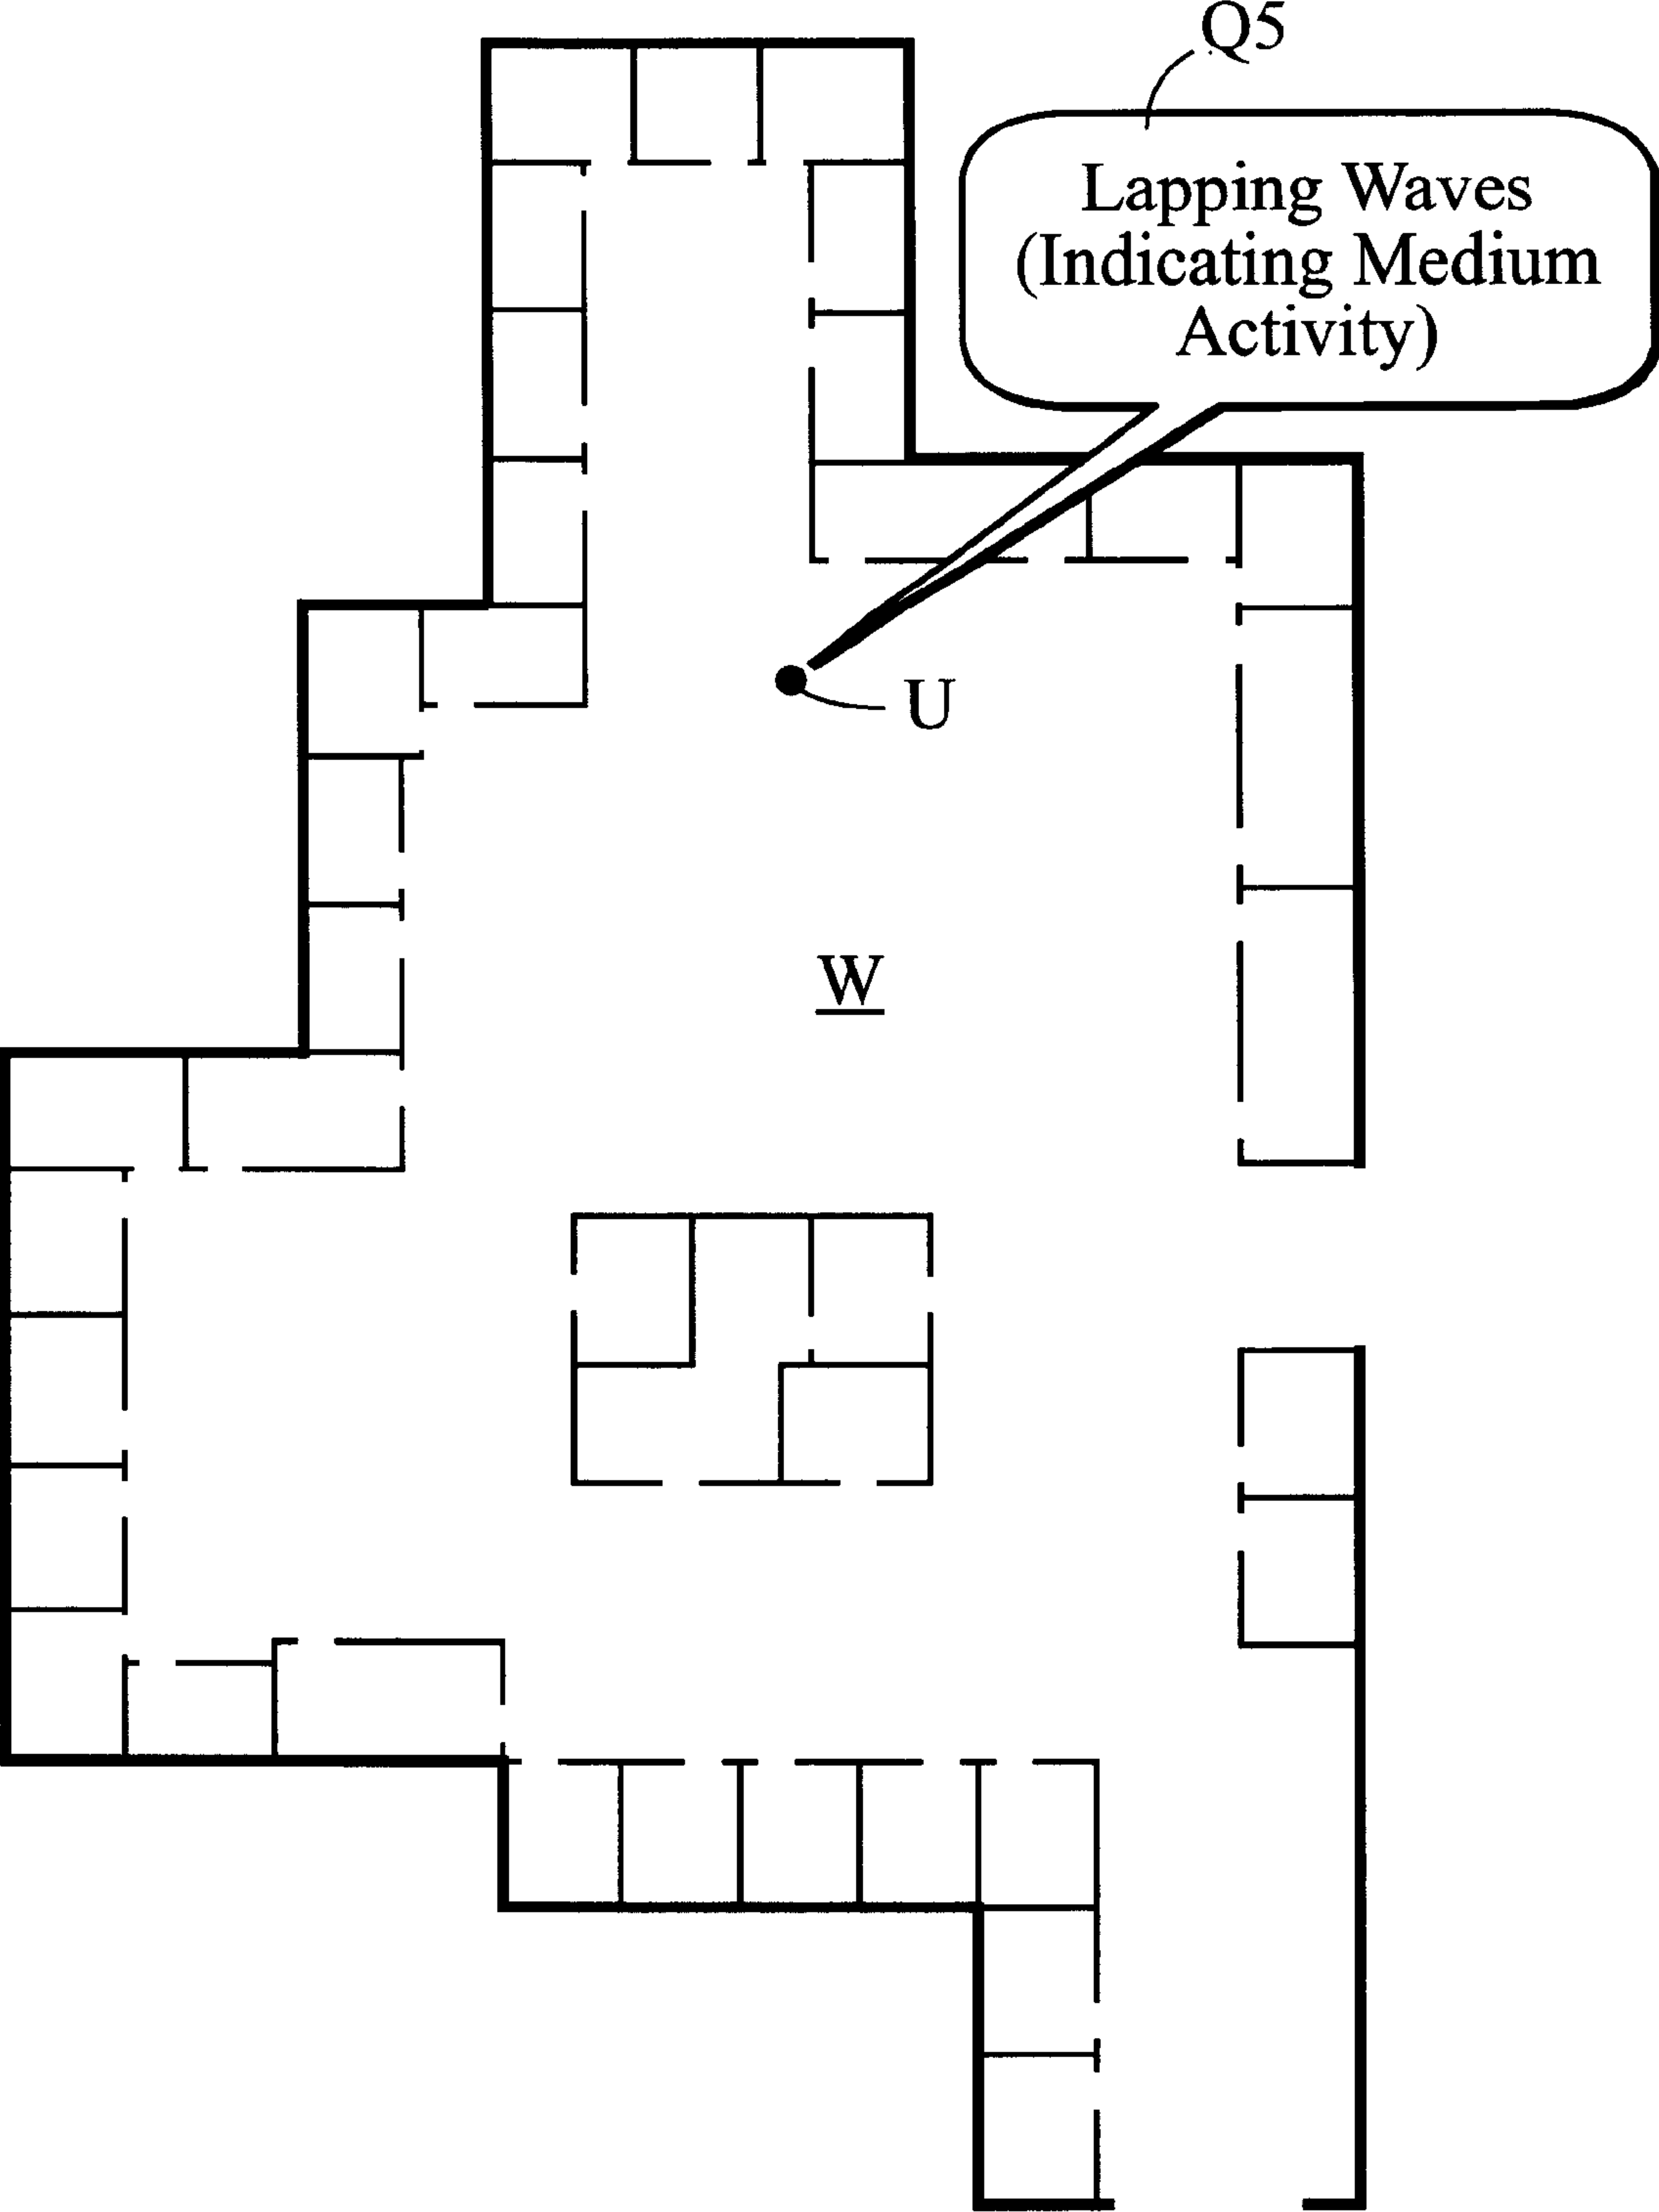 Q5
Lapping Waves
(Indicating Medium
Activity)
U
W